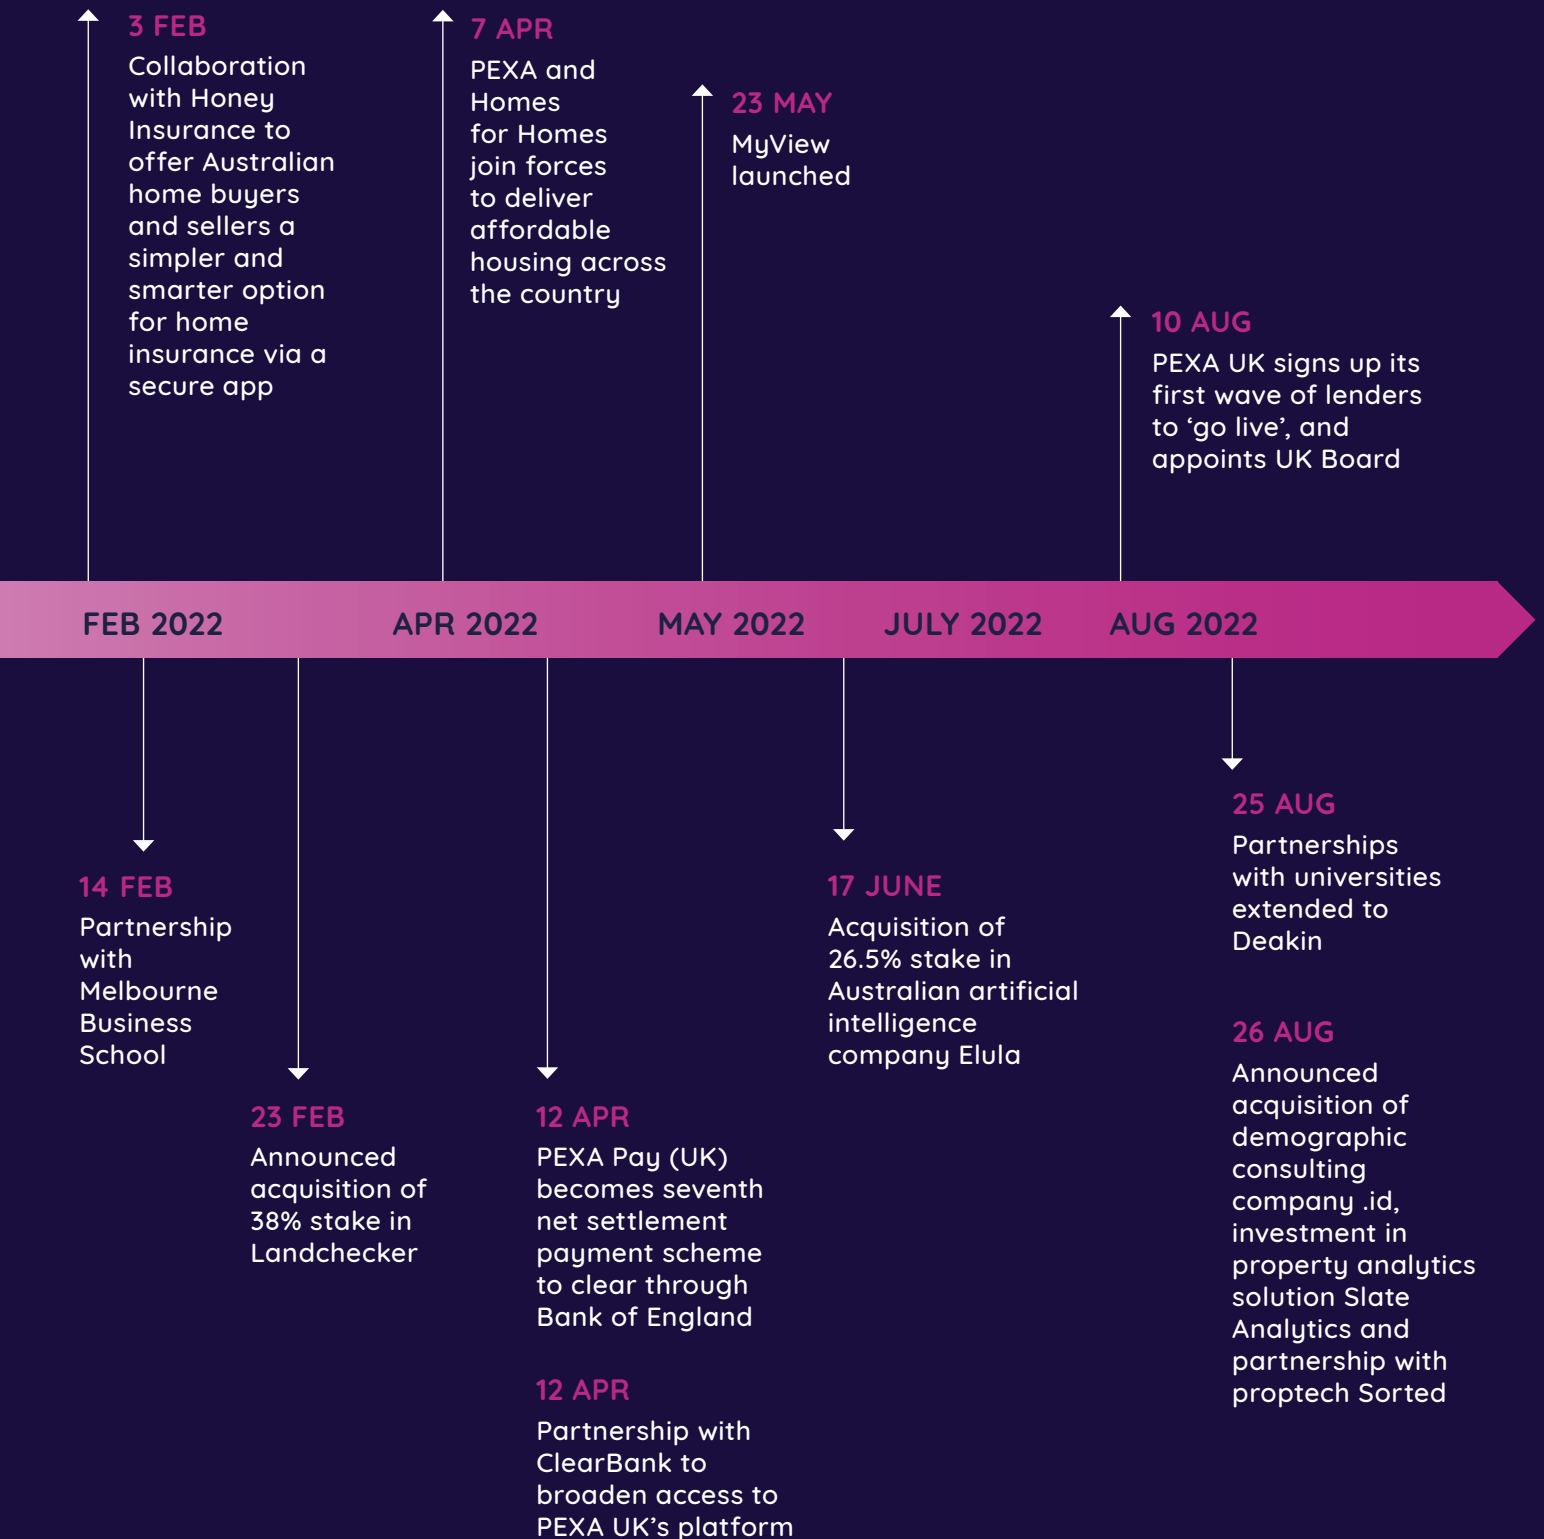 3 FEB
Collaboration
with Honey
Insurance to
offer Australian
home buyers
and sellers a
simpler and
smarter option
for home
insurance via a
secure app
7 APR
PEXA and
Homes
for Homes
join forces
to deliver
affordable
housing across
the country
23 MAY
MyView
launched
10 AUG
PEXA UK signs up its
first wave of lenders
to ‘go live’, and
appoints UK Board
FEB 2022
APR 2022
MAY 2022
JULY 2022
AUG 2022
14 FEB
Partnership
with
Melbourne
Business
School
23 FEB
Announced
acquisition of
38% stake in
Landchecker
12 APR
PEXA Pay (UK)
becomes seventh
net settlement
payment scheme
to clear through
Bank of England
12 APR
Partnership with
ClearBank to
broaden access to
PEXA UK’s platform
17 JUNE
Acquisition of
26.5% stake in
Australian artificial
intelligence
company Elula
25 AUG
Partnerships
with universities
extended to
Deakin
26 AUG
Announced
acquisition of
demographic
consulting
company .id,
investment in
property analytics
solution Slate
Analytics and
partnership with
proptech Sorted